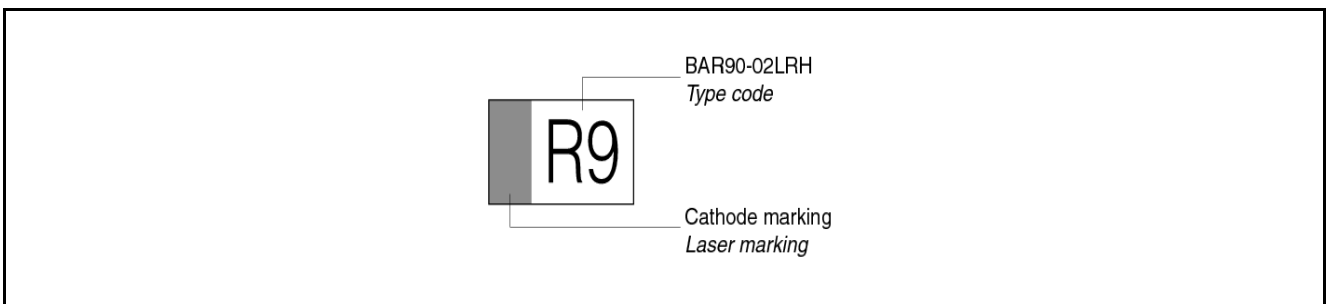 BAR90-02LRH
Type code
R9
Cathode marking
Laser marking